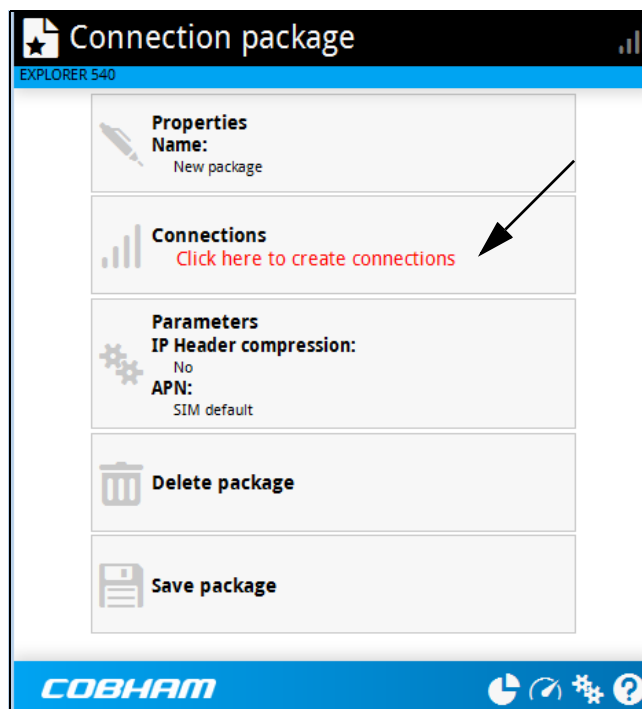 Connection package
EXPLORER 540
Properties
Name:
New package
Connections
Click here to create connections
Parameters
IP Header compression:
No
APN:
SIM default
Delete package
Save package
COBHAM
?